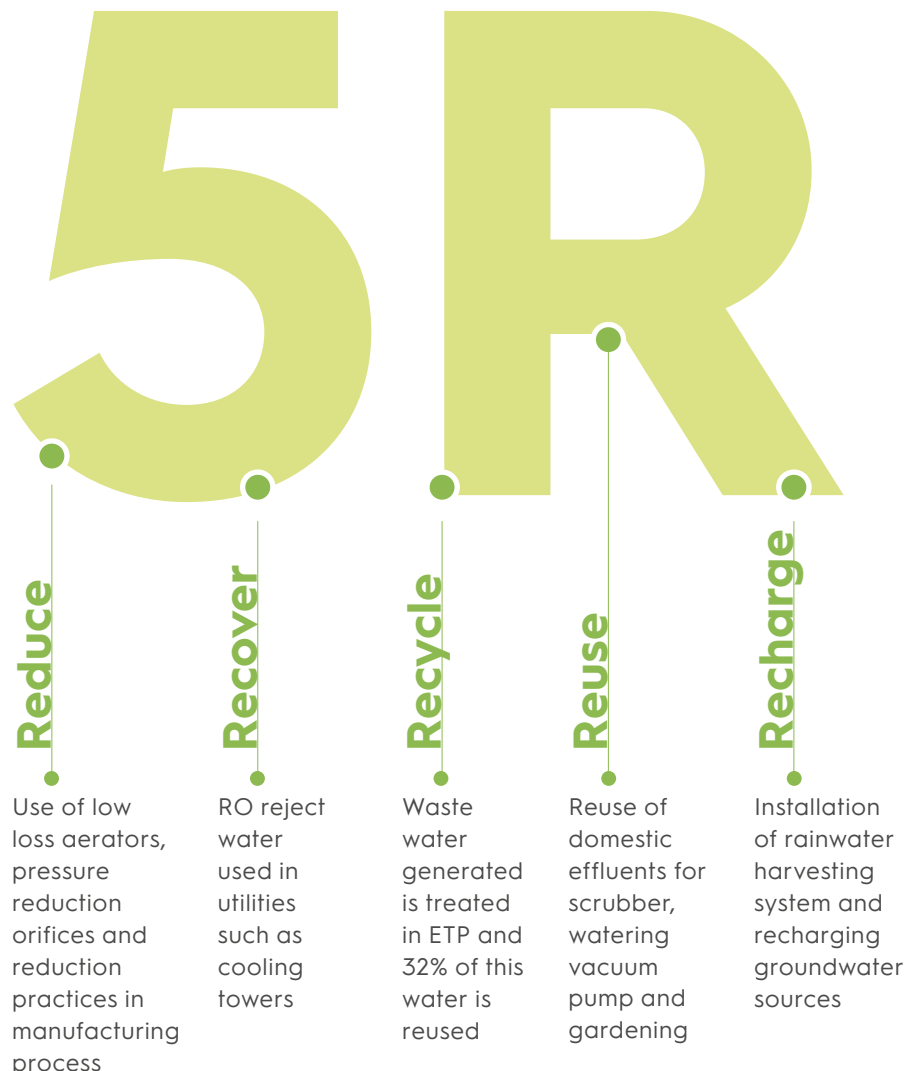 5R
Reduce
Use of low
loss aerators,
pressure
reduction
orifices and
reduction
practices in
manufacturing
process
Recover
RO reject
water
used in
utilities
such as
cooling
towers
Recycle
Waste
water
generated
is treated
in ETP and
32% of this
water is
reused
Reuse
Reuse of
domestic
effluents for
scrubber,
watering
vacuum
pump and
gardening
Recharge
Installation
of rainwater
harvesting
system and
recharging
groundwater
sources